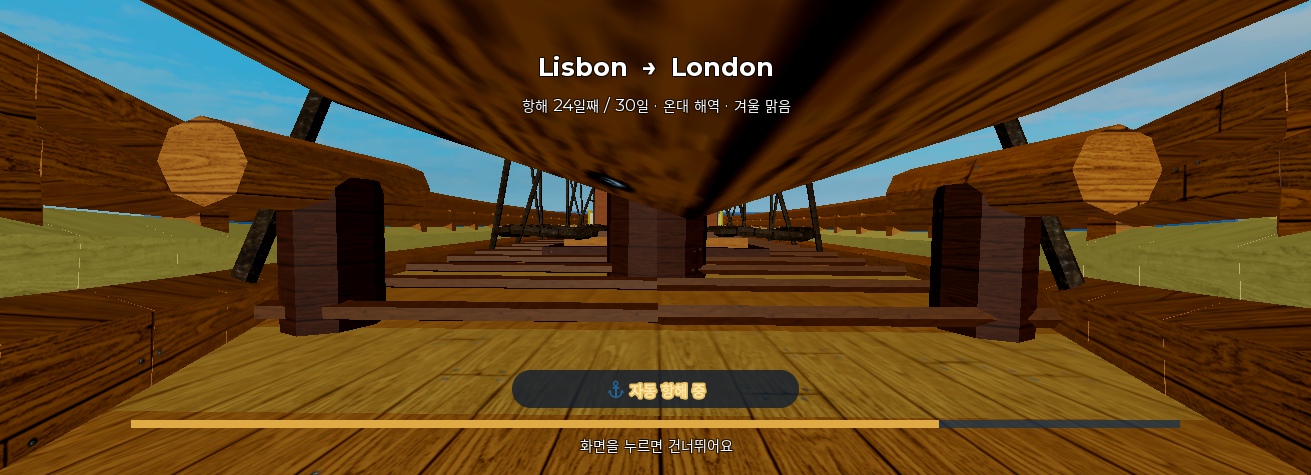 Lisbon → London
항해 24일째 / 30일 · 온대 해역 · 겨울 맑음
⚓ 자동 항해 중
화면을 누르면 건너뛰어요